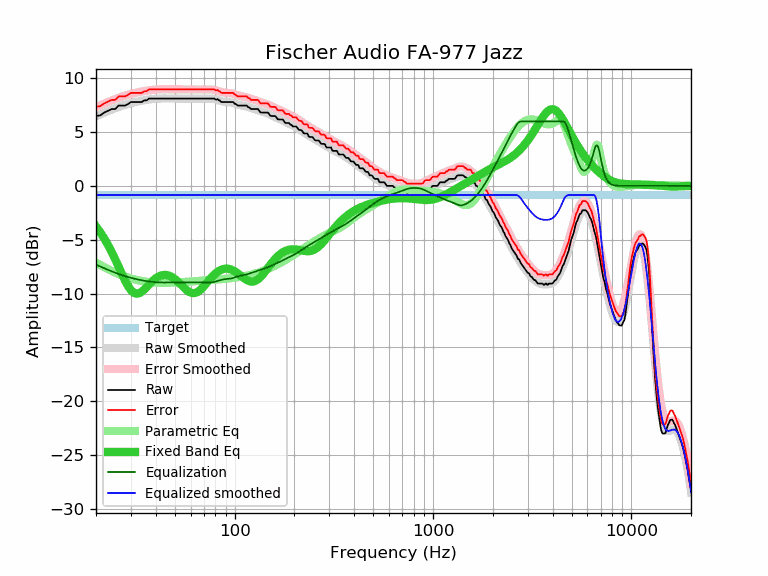 Fischer Audio FA-977 Jazz
10
5
0
−5
−10
−15
−20
−25
−30
Amplitude (dBr)
Target
Raw Smoothed
Error Smoothed
Raw
Error
Parametric Eq
Fixed Band Eq
Equalization
Equalized smoothed
100 1000 10000
Frequency (Hz)